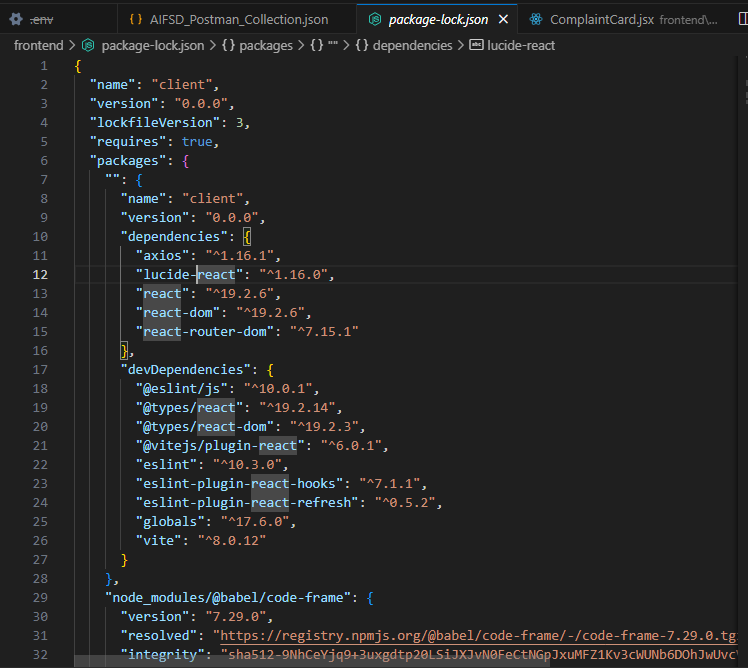 .env AIFSD_Postman_Collection.json package-lock.json ComplaintCard.jsx frontend\...
frontend > package-lock.json > {} packages > {} "" > {} dependencies > lucide-react
1 {
2 "name": "client",
3 "version": "0.0.0",
4 "lockfileVersion": 3,
5 "requires": true,
6 "packages": {
7 "": {
8 "name": "client",
9 "version": "0.0.0",
10 "dependencies": {
11 "axios": "^1.16.1",
12 "lucide-react": "^1.16.0",
13 "react": "^19.2.6",
14 "react-dom": "^19.2.6",
15 "react-router-dom": "^7.15.1"
16 },
17 "devDependencies": {
18 "@eslint/js": "^10.0.1",
19 "@types/react": "^19.2.14",
20 "@types/react-dom": "^19.2.3",
21 "@vitejs/plugin-react": "^6.0.1",
22 "eslint": "^10.3.0",
23 "eslint-plugin-react-hooks": "^7.1.1",
24 "eslint-plugin-react-refresh": "^0.5.2",
25 "globals": "^17.6.0",
26 "vite": "^8.0.12"
27 }
28 },
29 "node_modules/@babel/code-frame": {
30 "version": "7.29.0",
31 "resolved": "https://registry.npmjs.org/@babel/code-frame/-/code-frame-7.29.0.tg
32 "integrity": "sha512-9NhCeYjq9+3uxgdtp20LSiJXJvN0FeCtNGpJxuMFZ1Kv3cWUNb6DOhJwUvcV